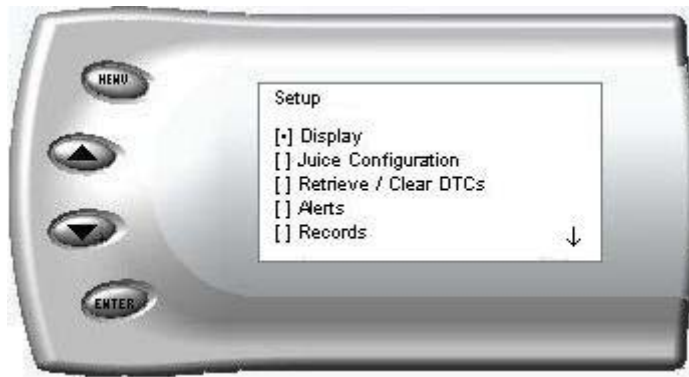 MENU
Setup
[·] Display
[ ] Juice Configuration
[ ] Retrieve / Clear DTCs
[ ] Alerts
[ ] Records
ENTER